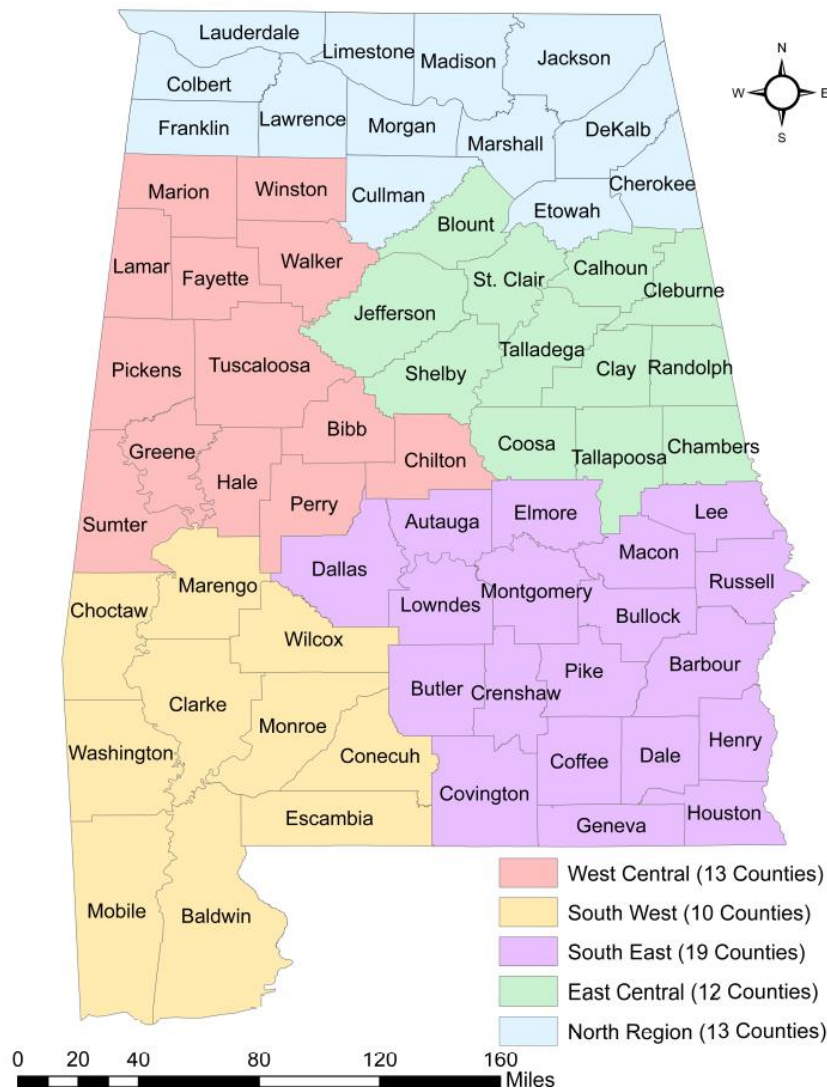 Lauderdale
Limestone
Madison
Jackson
N
W
E
S
Colbert
Franklin
Lawrence
Morgan
Marshall
DeKalb
Cherokee
Marion
Winston
Cullman
Etowah
Blount
Lamar
Fayette
Walker
St. Clair
Calhoun
Cleburne
Jefferson
Pickens
Tuscaloosa
Shelby
Talladega
Clay
Randolph
Bibb
Greene
Hale
Chilton
Coosa
Tallapoosa
Chambers
Perry
Sumter
Autauga
Elmore
Lee
Macon
Dallas
Marengo
Choctaw
Lowndes
Montgomery
Russell
Bullock
Wilcox
Butler
Crenshaw
Pike
Barbour
Clarke
Monroe
Washington
Conecuh
Coffee
Dale
Henry
Covington
Escambia
Geneva
Houston
Mobile
Baldwin
West Central (13 Counties)
South West (10 Counties)
South East (19 Counties)
East Central (12 Counties)
North Region (13 Counties)
0 20 40 80 120 160
Miles